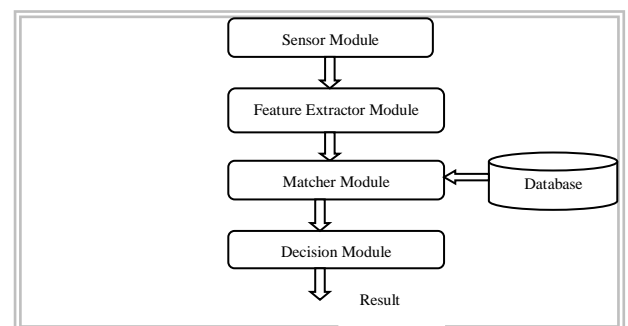 Sensor Module
Feature Extractor Module
Matcher Module
Database
Decision Module
Result